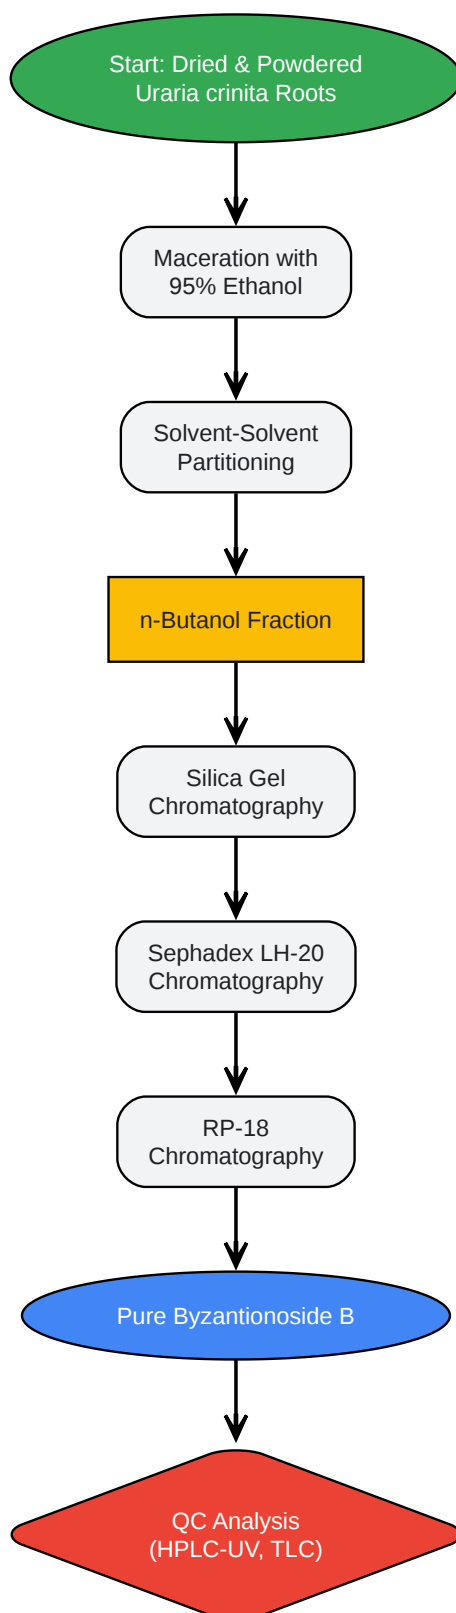 Start: Dried & Powdered
Uraria crinita Roots
Maceration with
95% Ethanol
Solvent-Solvent
Partitioning
n-Butanol Fraction
Silica Gel
Chromatography
Sephadex LH-20
Chromatography
RP-18
Chromatography
Pure Byzantionoside B
QC Analysis
(HPLC-UV, TLC)